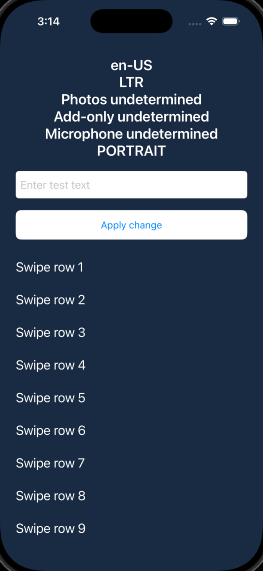 3:14
en-US
LTR
Photos undetermined
Add-only undetermined
Microphone undetermined
PORTRAIT
Enter test text
Apply change
Swipe row 1
Swipe row 2
Swipe row 3
Swipe row 4
Swipe row 5
Swipe row 6
Swipe row 7
Swipe row 8
Swipe row 9